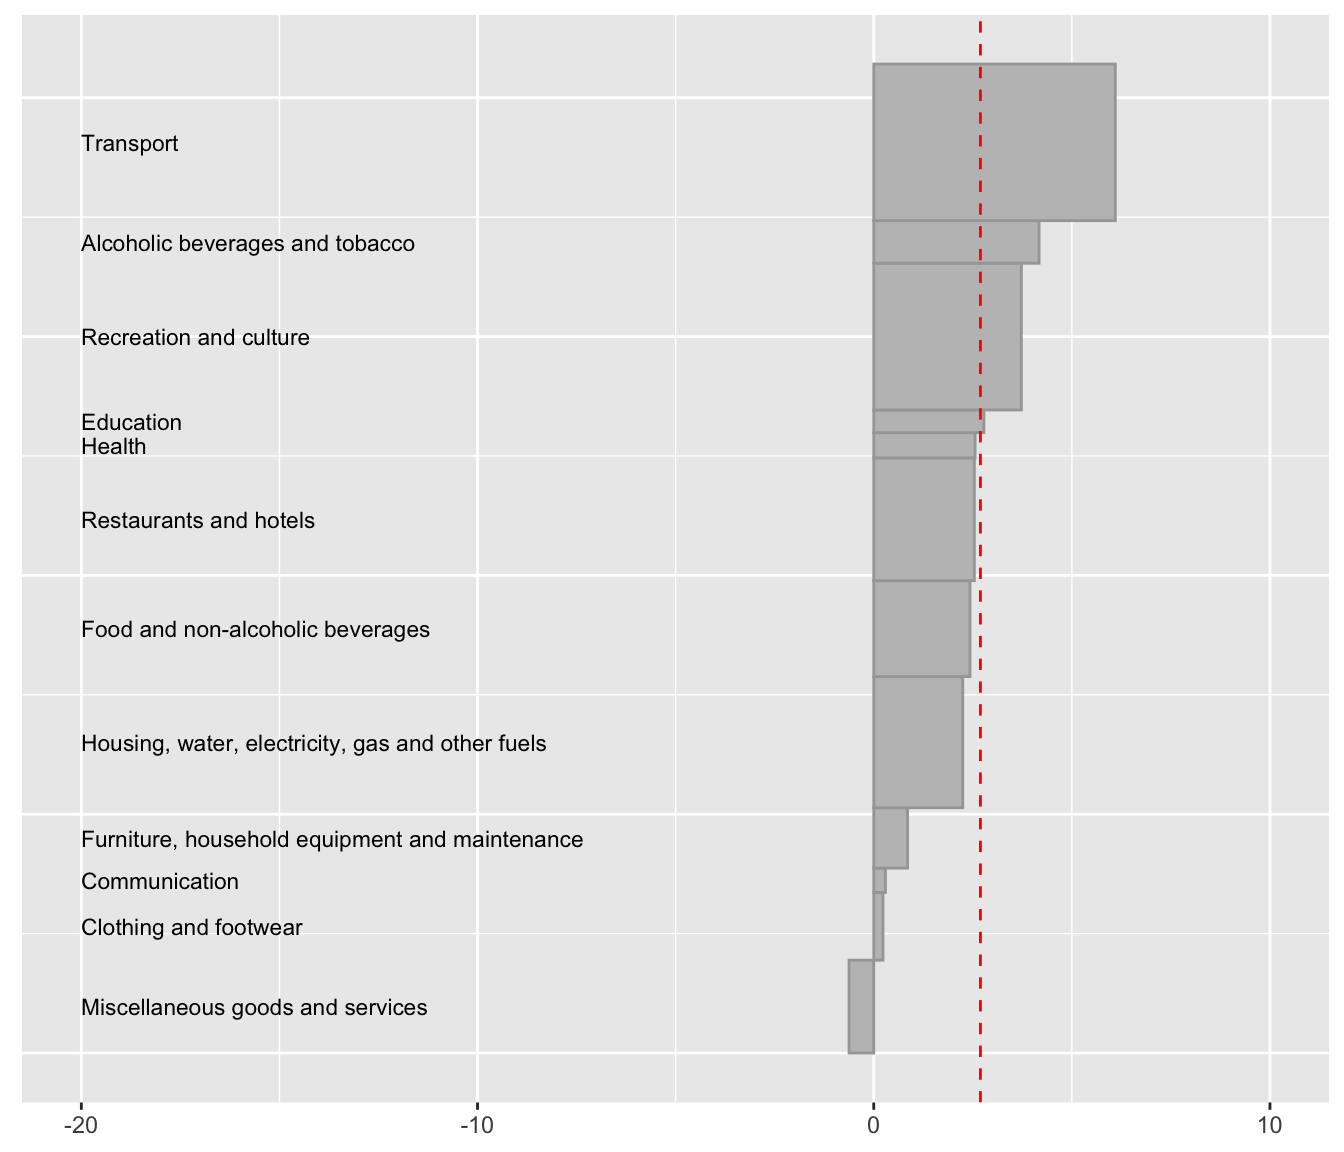 Transport
Alcoholic beverages and tobacco
Recreation and culture
Education
Health
Restaurants and hotels
Food and non-alcoholic beverages
Housing, water, electricity, gas and other fuels
Furniture, household equipment and maintenance
Communication
Clothing and footwear
Miscellaneous goods and services
-20 -10 0 10